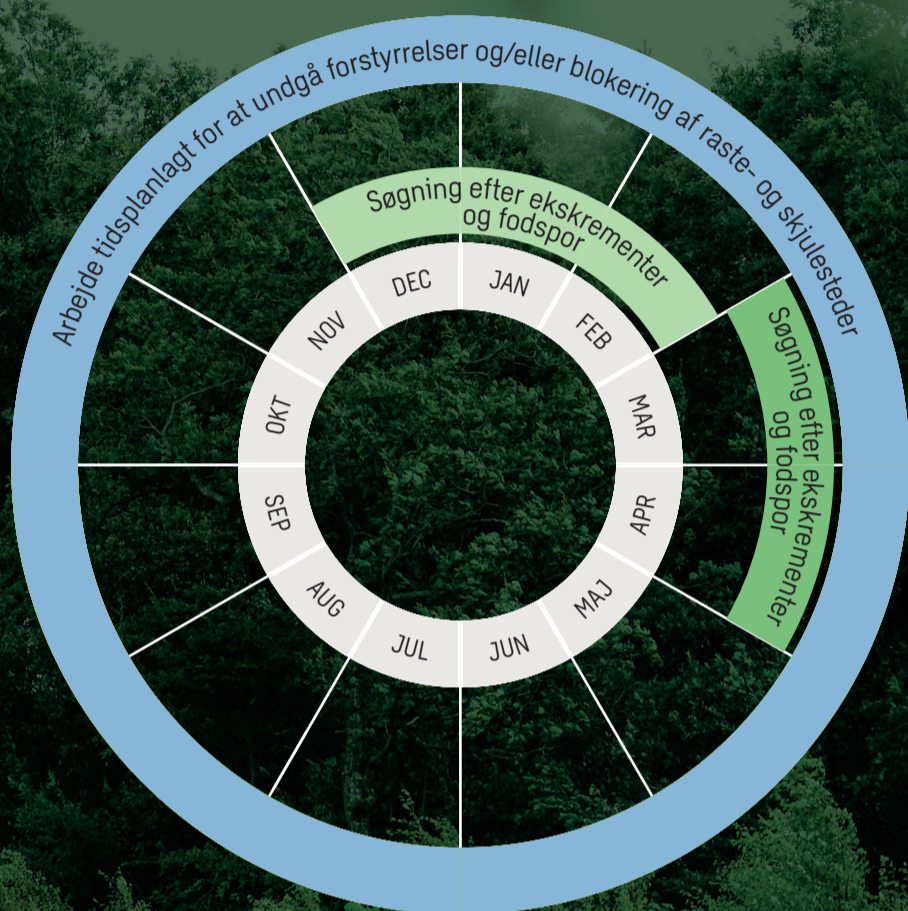 Arbejde tidsplanlagt for at undgå forstyrrelser og/eller blokering af raste- og skjulesteder
Søgning efter ekskrementer
og fodspor
Søgning efter ekskrementer
og fodspor
JAN
FEB
MAR
APR
MAJ
JUN
JUL
AUG
SEP
OKT
NOV
DEC